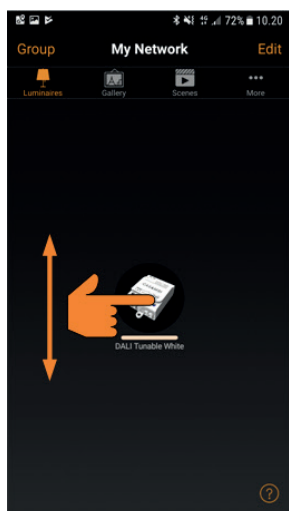 72% 10.20
Group My Network Edit
Luminaires Gallery Scenes More
DALI Tunable White
?